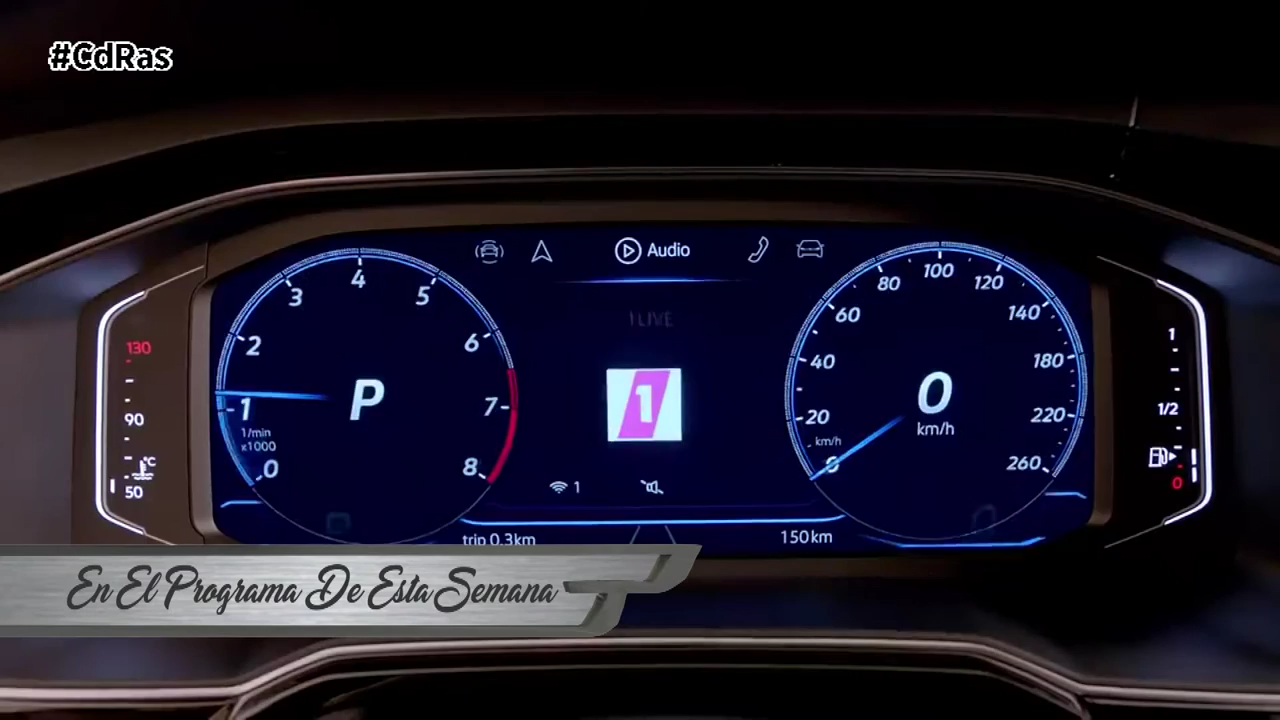 #CdRas
Audio
1LIVE
1
130
90
°C
50
0
1
2
3
4
5
6
7
8
1/min
x1000
P
1
trip 0.3km
150km
0
20
40
60
80
100
120
140
180
220
260
km/h
0
km/h
1
1/2
0
En El Programa De Esta Semana